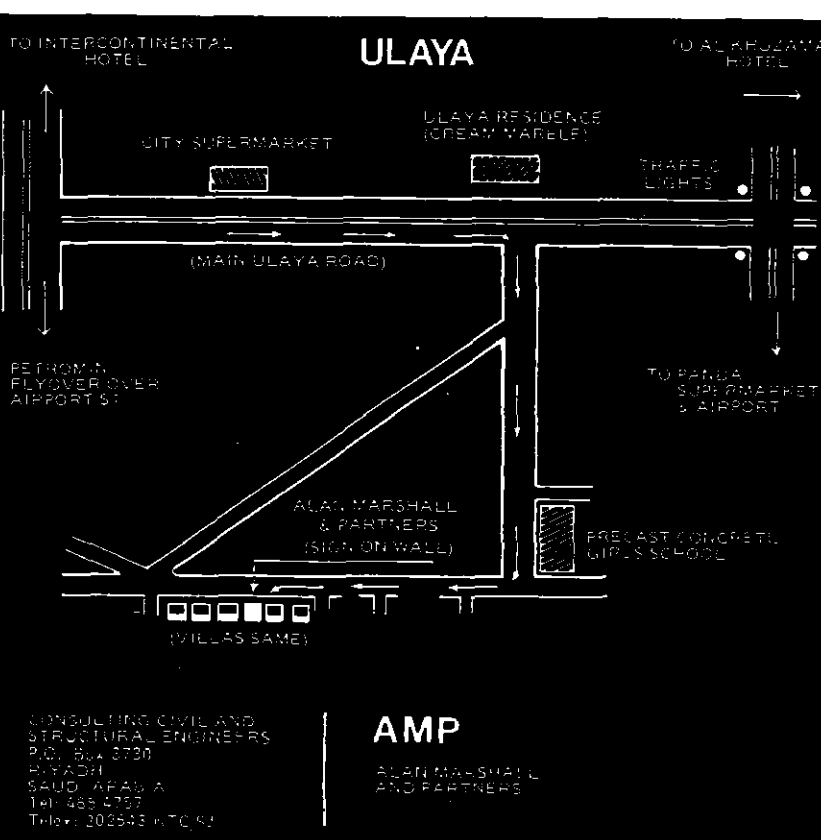 TO INTERCONTINENTAL
HOTEL
ULAYA
TO AL KHOZAMA
HOTEL
CITY SUPERMARKET
ULAYA RESIDENCE
(CREAM MARBLE)
TRAFFIC
LIGHTS
(MAIN ULAYA ROAD)
PETROMIN
FLYOVER OVER
AIRPORT ST
TO PANDA
SUPERMARKET
& AIRPORT
ALAN MARSHALL
& PARTNERS
(SIGN ON WALL)
PRECAST CONCRETE
GIRLS SCHOOL
(VILLAS SAME)
CONSULTING CIVIL AND
STRUCTURAL ENGINEERS
P.O. Box
RIYADH
SAUDI ARABIA
Tel:
Telex:
AMP
ALAN MARSHALL
AND PARTNERS